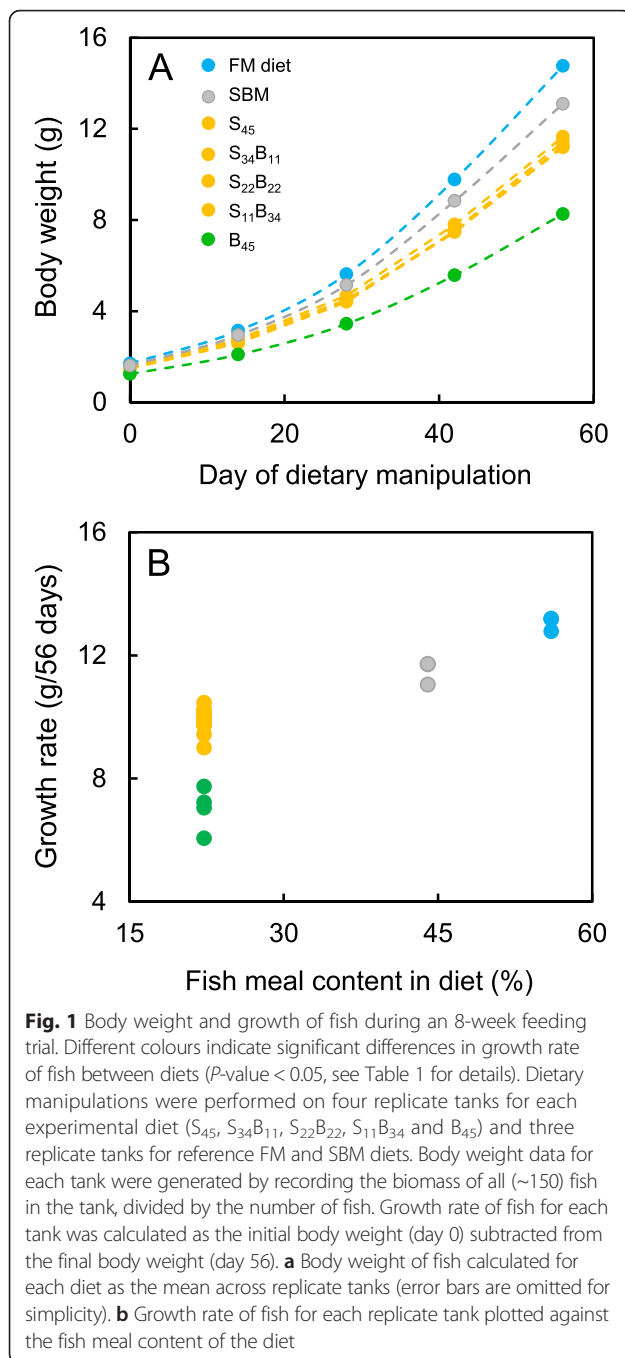 16
A
FM diet
SBM
S₄₅
S₃₄B₁₁
S₂₂B₂₂
S₁₁B₃₄
B₄₅
12
8
4
0
Body weight (g)
0 20 40 60
Day of dietary manipulation
16
B
12
8
4
Growth rate (g/56 days)
15 30 45 60
Fish meal content in diet (%)
Fig. 1 Body weight and growth of fish during an 8-week feeding
trial. Different colours indicate significant differences in growth rate
of fish between diets (P-value < 0.05, see Table 1 for details). Dietary
manipulations were performed on four replicate tanks for each
experimental diet (S₄₅, S₃₄B₁₁, S₂₂B₂₂, S₁₁B₃₄ and B₄₅) and three
replicate tanks for reference FM and SBM diets. Body weight data for
each tank were generated by recording the biomass of all (~150) fish
in the tank, divided by the number of fish. Growth rate of fish for each
tank was calculated as the initial body weight (day 0) subtracted from
the final body weight (day 56). a Body weight of fish calculated for
each diet as the mean across replicate tanks (error bars are omitted for
simplicity). b Growth rate of fish for each replicate tank plotted against
the fish meal content of the diet